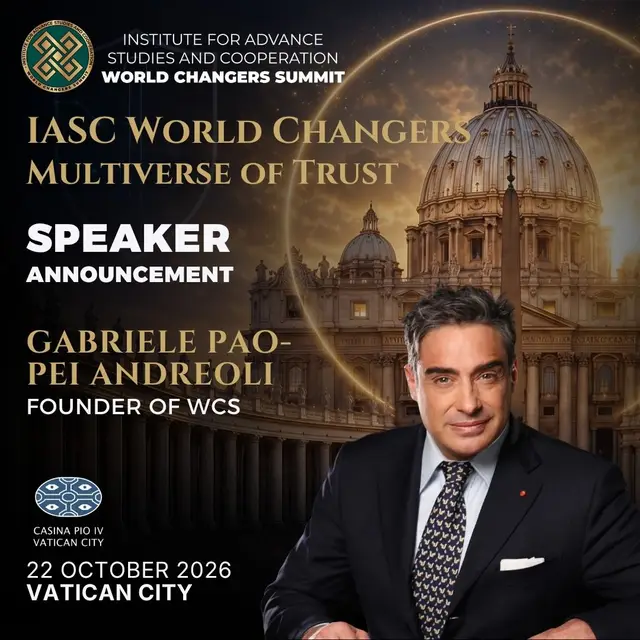 INSTITUTE FOR ADVANCE
STUDIES AND COOPERATION
WORLD CHANGERS SUMMIT
IASC WORLD CHANGERS
MULTIVERSE OF TRUST
SPEAKER
ANNOUNCEMENT
GABRIELE PAO-
PEI ANDREOLI
FOUNDER OF WCS
CASINA PIO IV
VATICAN CITY
22 OCTOBER 2026
VATICAN CITY